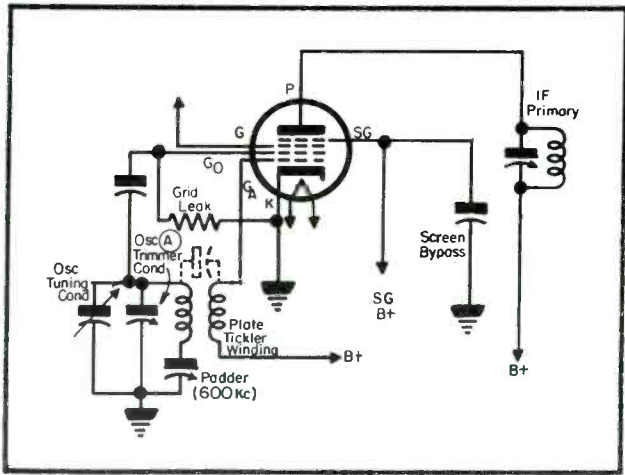 P
IF
Primary
G
SG
GO
GA
K
Grid
Leak
Osc A
Trimmer
Cond
Osc
Tuning
Cond
Screen
Bypass
SG
B+
Plate
Tickler
Winding
B+
B+
Padder
(600Kc)